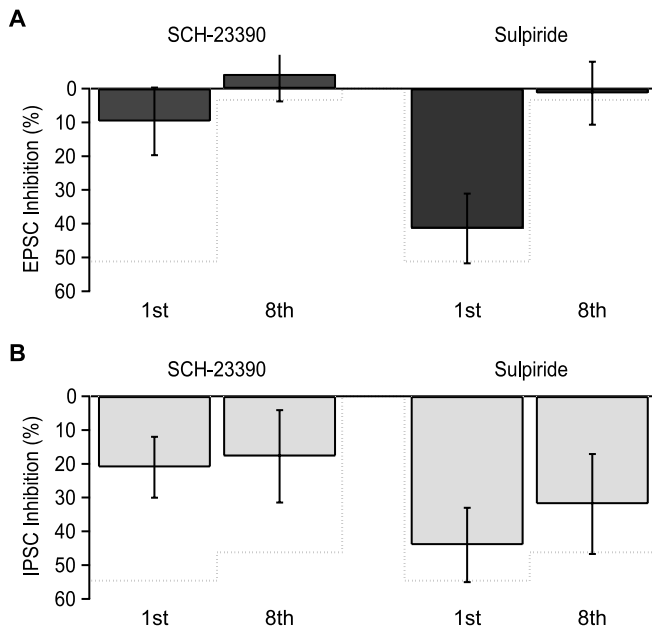 A
SCH-23390 Sulpiride
EPSC Inhibition (%)
0
10
20
30
40
50
60
1st 8th 1st 8th
B
SCH-23390 Sulpiride
IPSC Inhibition (%)
0
10
20
30
40
50
60
1st 8th 1st 8th